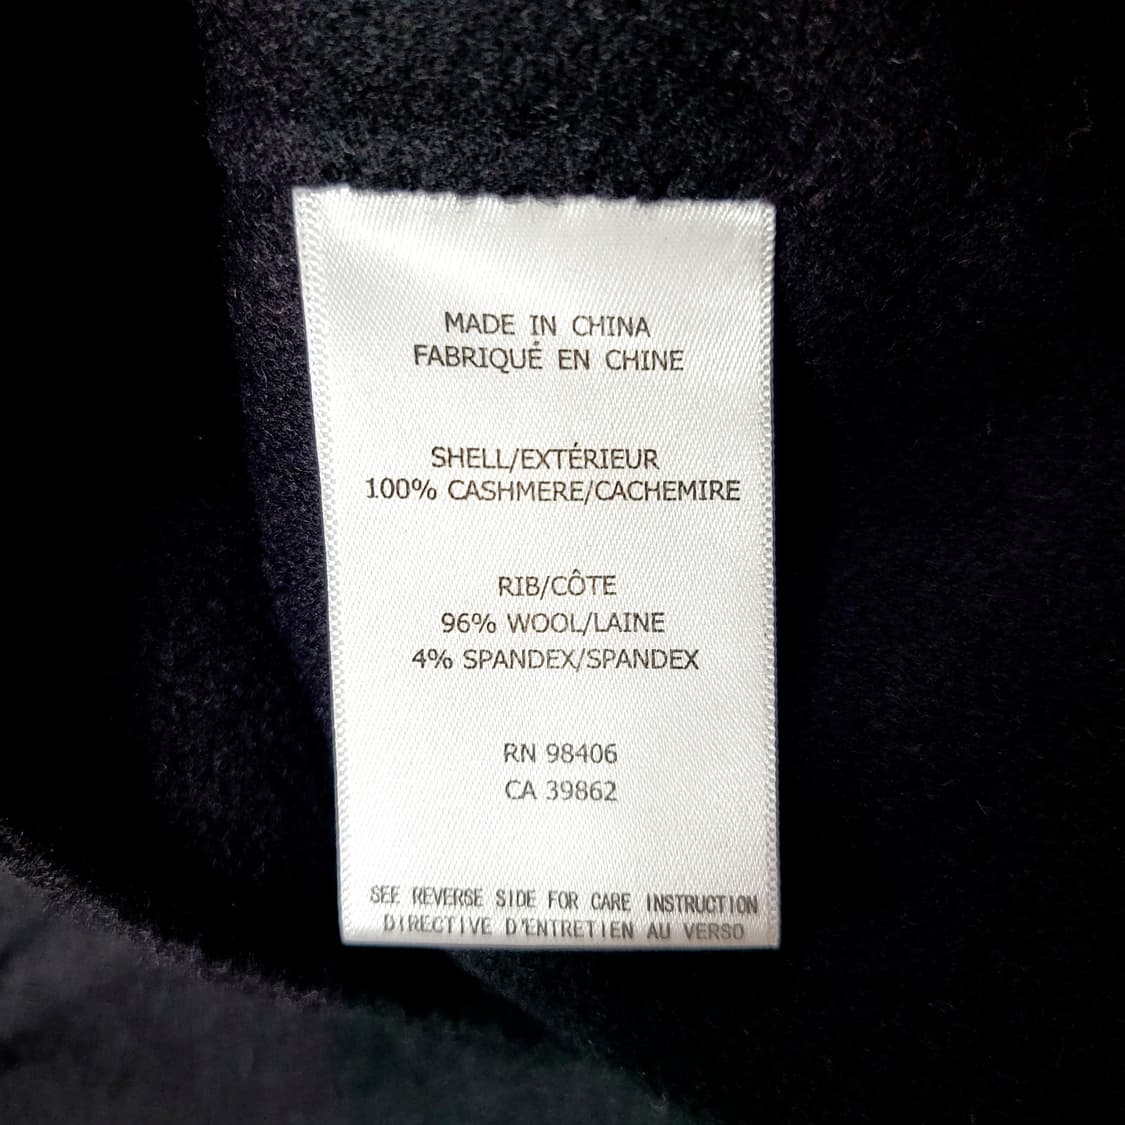 MADE IN CHINA
FABRIQUÉ EN CHINE
SHELL/EXTÉRIEUR
100% CASHMERE/CACHEMIRE
RIB/CÔTE
96% WOOL/LAINE
4% SPANDEX/SPANDEX
RN 98406
CA 39862
SEE REVERSE SIDE FOR CARE INSTRUCTION
DIRECTIVE D'ENTRETIEN AU VERSO